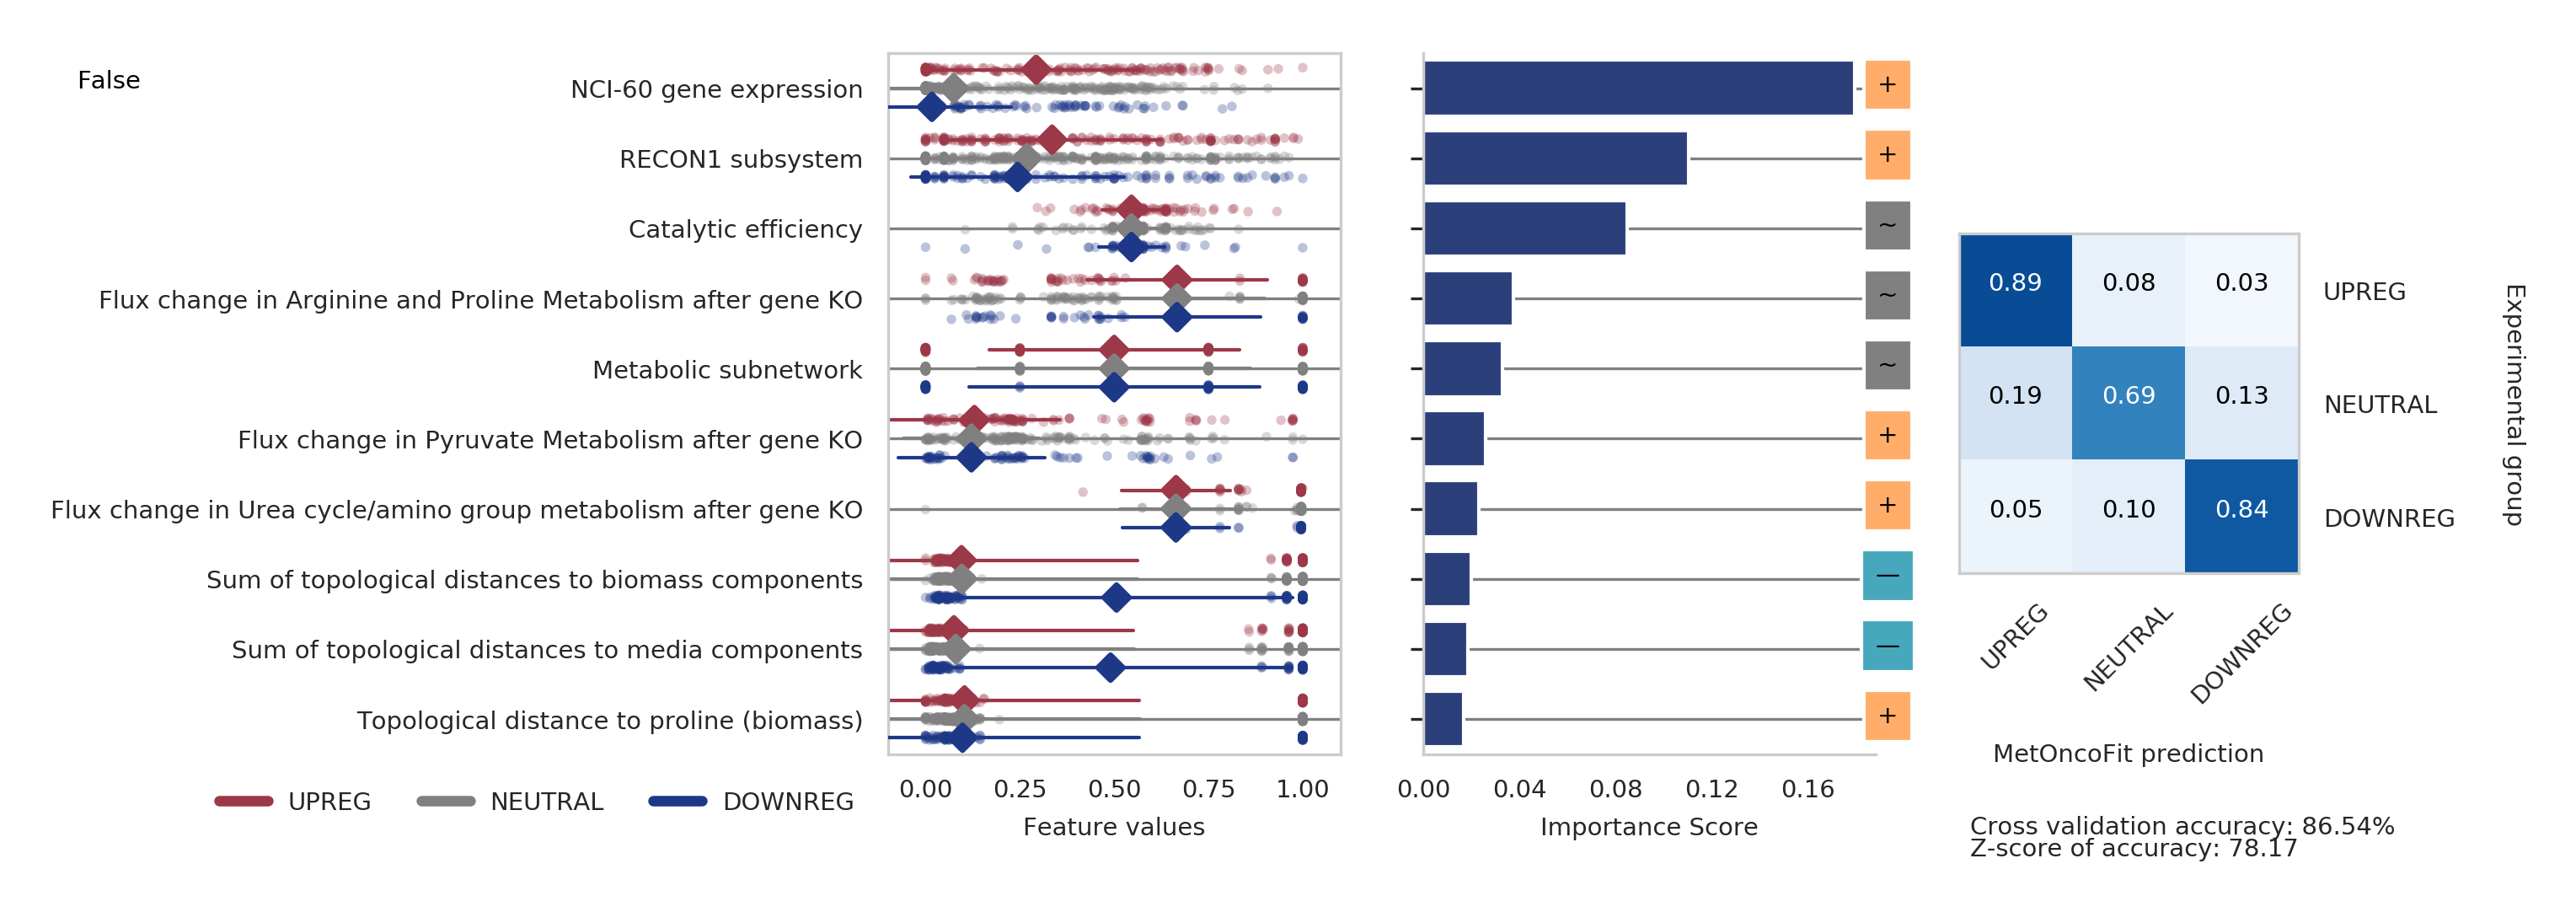 False
NCI-60 gene expression
RECON1 subsystem
Catalytic efficiency
Flux change in Arginine and Proline Metabolism after gene KO
Metabolic subnetwork
Flux change in Pyruvate Metabolism after gene KO
Flux change in Urea cycle/amino group metabolism after gene KO
Sum of topological distances to biomass components
Sum of topological distances to media components
Topological distance to proline (biomass)
UPREG NEUTRAL DOWNREG
0.00 0.25 0.50 0.75 1.00
Feature values
+
+
~
~
~
+
+
—
—
+
0.00 0.04 0.08 0.12 0.16
Importance Score
0.89 0.08 0.03 UPREG
0.19 0.69 0.13 NEUTRAL
0.05 0.10 0.84 DOWNREG
Experimental group
UPREG NEUTRAL DOWNREG
MetOncoFit prediction
Cross validation accuracy: 86.54%
Z-score of accuracy: 78.17